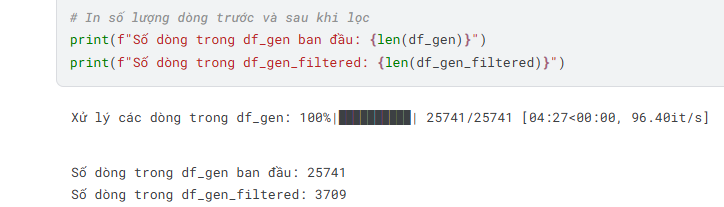 # In số lượng dòng trước và sau khi lọc
print(f"Số dòng trong df_gen ban đầu: {len(df_gen)}")
print(f"Số dòng trong df_gen_filtered: {len(df_gen_filtered)}")
Xử lý các dòng trong df_gen: 100%|██████████| 25741/25741 [04:27<00:00, 96.40it/s]
Số dòng trong df_gen ban đầu: 25741
Số dòng trong df_gen_filtered: 3709